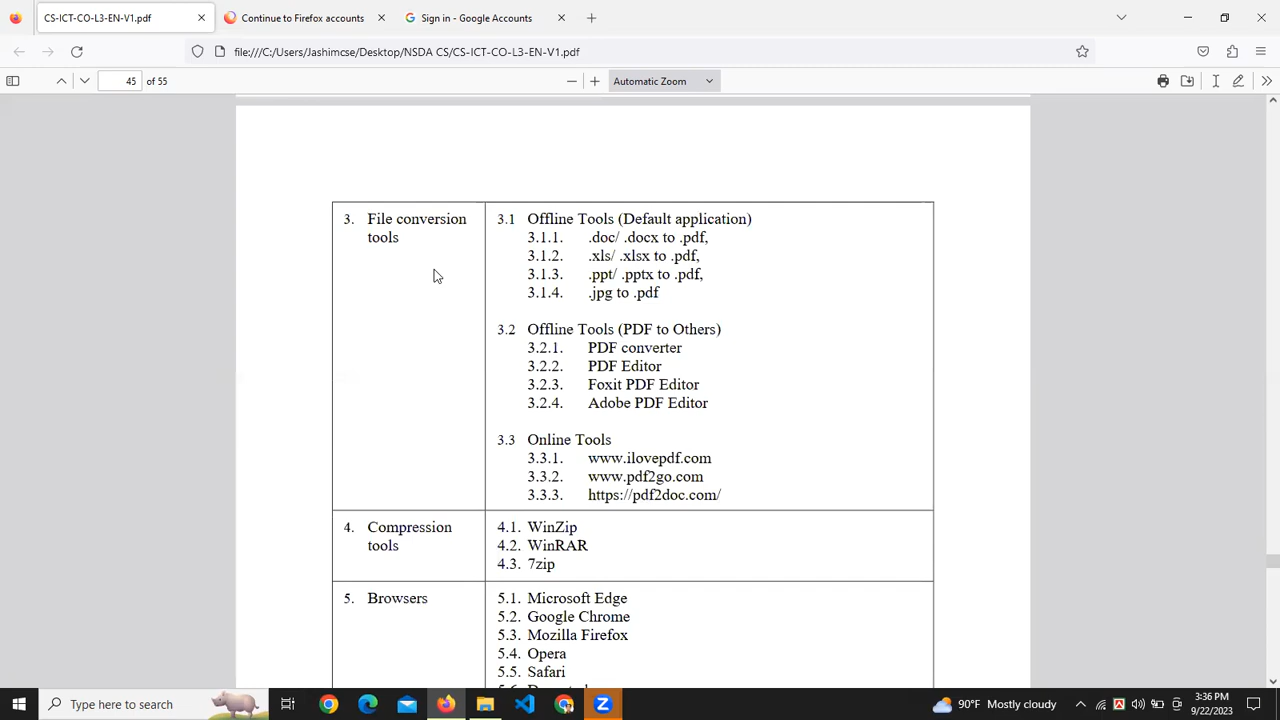 CS-ICT-CO-L3-EN-V1.pdf
Continue to Firefox accounts
Sign in - Google Accounts
file:///C:/Users/Jashimcse/Desktop/NSDA CS/CS-ICT-CO-L3-EN-V1.pdf
45 of 55
Automatic Zoom
3. File conversion tools
3.1 Offline Tools (Default application)
3.1.1. .doc/ .docx to .pdf,
3.1.2. .xls/ .xlsx to .pdf,
3.1.3. .ppt/ .pptx to .pdf,
3.1.4. .jpg to .pdf
3.2 Offline Tools (PDF to Others)
3.2.1. PDF converter
3.2.2. PDF Editor
3.2.3. Foxit PDF Editor
3.2.4. Adobe PDF Editor
3.3 Online Tools
3.3.1. www.ilovepdf.com
3.3.2. www.pdf2go.com
3.3.3. https://pdf2doc.com/
4. Compression tools
4.1. WinZip
4.2. WinRAR
4.3. 7zip
5. Browsers
5.1. Microsoft Edge
5.2. Google Chrome
5.3. Mozilla Firefox
5.4. Opera
5.5. Safari
Type here to search
90°F Mostly cloudy
3:36 PM
9/22/2023